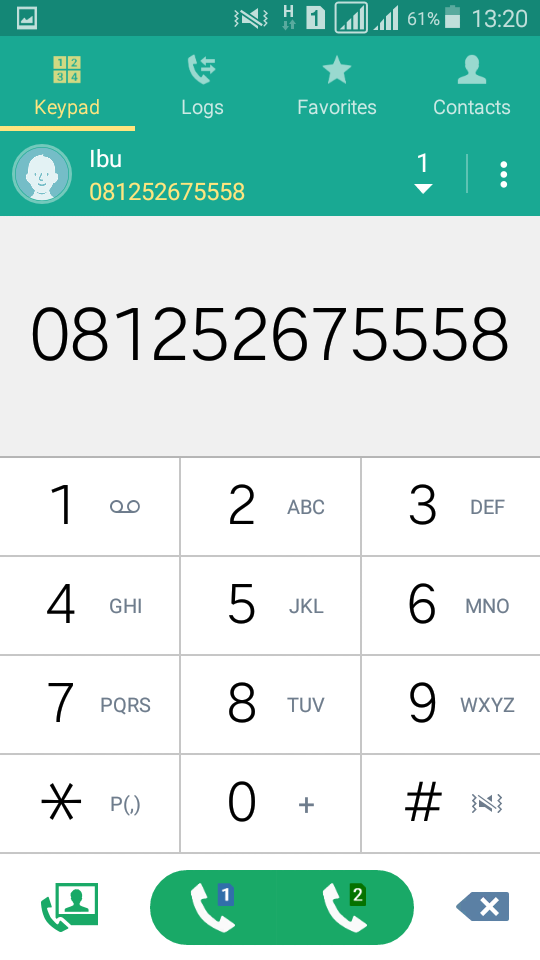 H 1 61% 13:20
1 2
3 4
Keypad Logs Favorites Contacts
Ibu 1
081252675558
081252675558
1 2 ABC 3 DEF
4 GHI 5 JKL 6 MNO
7 PQRS 8 TUV 9 WXYZ
* P(,) 0 + #
1 2